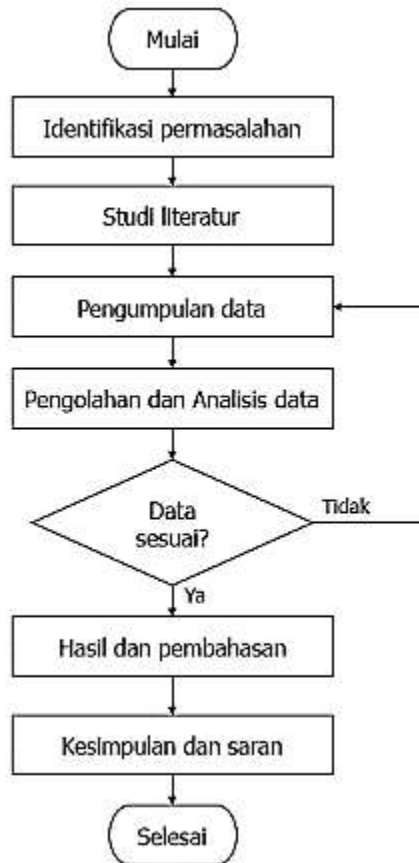 Mulai
Identifikasi permasalahan
Studi literatur
Pengumpulan data
Pengolahan dan Analisis data
Data
sesuai?
Tidak
Ya
Hasil dan pembahasan
Kesimpulan dan saran
Selesai